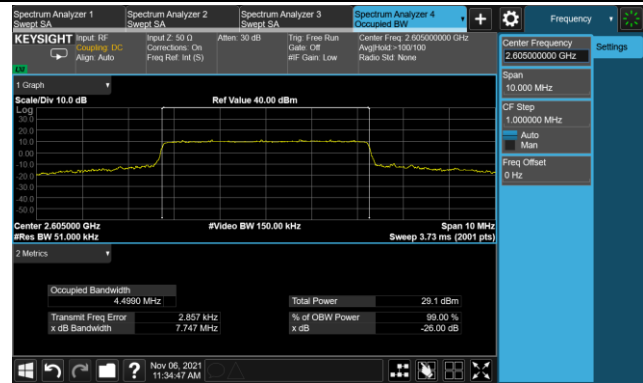 Spectrum Analyzer 1
Swept SA
Spectrum Analyzer 2
Swept SA
Spectrum Analyzer 3
Swept SA
Spectrum Analyzer 4
Occupied BW
+
Frequency
KEYSIGHT
Input: RF
Coupling: DC
Align: Auto
Input Z: 50 Ω
Corrections: On
Freq Ref: Int (S)
Atten: 30 dB
Trig: Free Run
Gate: Off
#IF Gain: Low
Center Freq: 2.605000000 GHz
Avg|Hold:>100/100
Radio Std: None
Center Frequency
2.605000000 GHz
Settings
Span
10.000 MHz
CF Step
1.000000 MHz
Auto
Man
Freq Offset
0 Hz
1 Graph
Scale/Div 10.0 dB
Ref Value 40.00 dBm
Log
30.0
20.0
10.0
0.00
-10.0
-20.0
-30.0
-40.0
-50.0
Center 2.605000 GHz
#Video BW 150.00 kHz
Span 10 MHz
#Res BW 51.000 kHz
Sweep 3.73 ms (2001 pts)
2 Metrics
Occupied Bandwidth
4.4990 MHz
Total Power
29.1 dBm
Transmit Freq Error
2.857 kHz
% of OBW Power
99.00 %
x dB Bandwidth
7.747 MHz
x dB
-26.00 dB
?
Nov 06, 2021
11:34:47 AM